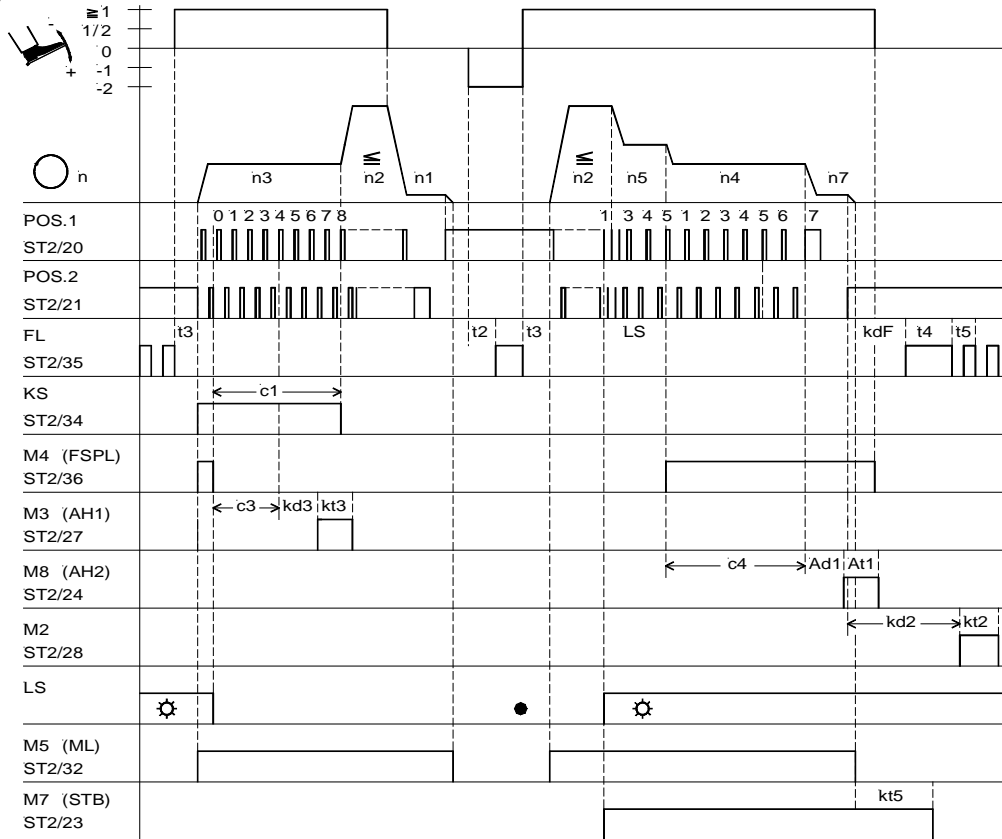 ≧1
1/2
0
-1
-2
- +
n
n3 ≦ n2 n1 ≦ n2 n5 n4 n7
POS.1 0 1 2 3 4 5 6 7 8 1 3 4 5 1 2 3 4 5 6 7
ST2/20
POS.2
ST2/21
FL t3 t2 t3 LS kdF t4 t5
ST2/35
KS c1
ST2/34
M4 (FSPL)
ST2/36
M3 (AH1) c3 kd3 kt3
ST2/27
M8 (AH2) c4 Ad1 At1
ST2/24
M2 kd2 kt2
ST2/28
LS
M5 (ML)
ST2/32
M7 (STB) kt5
ST2/23